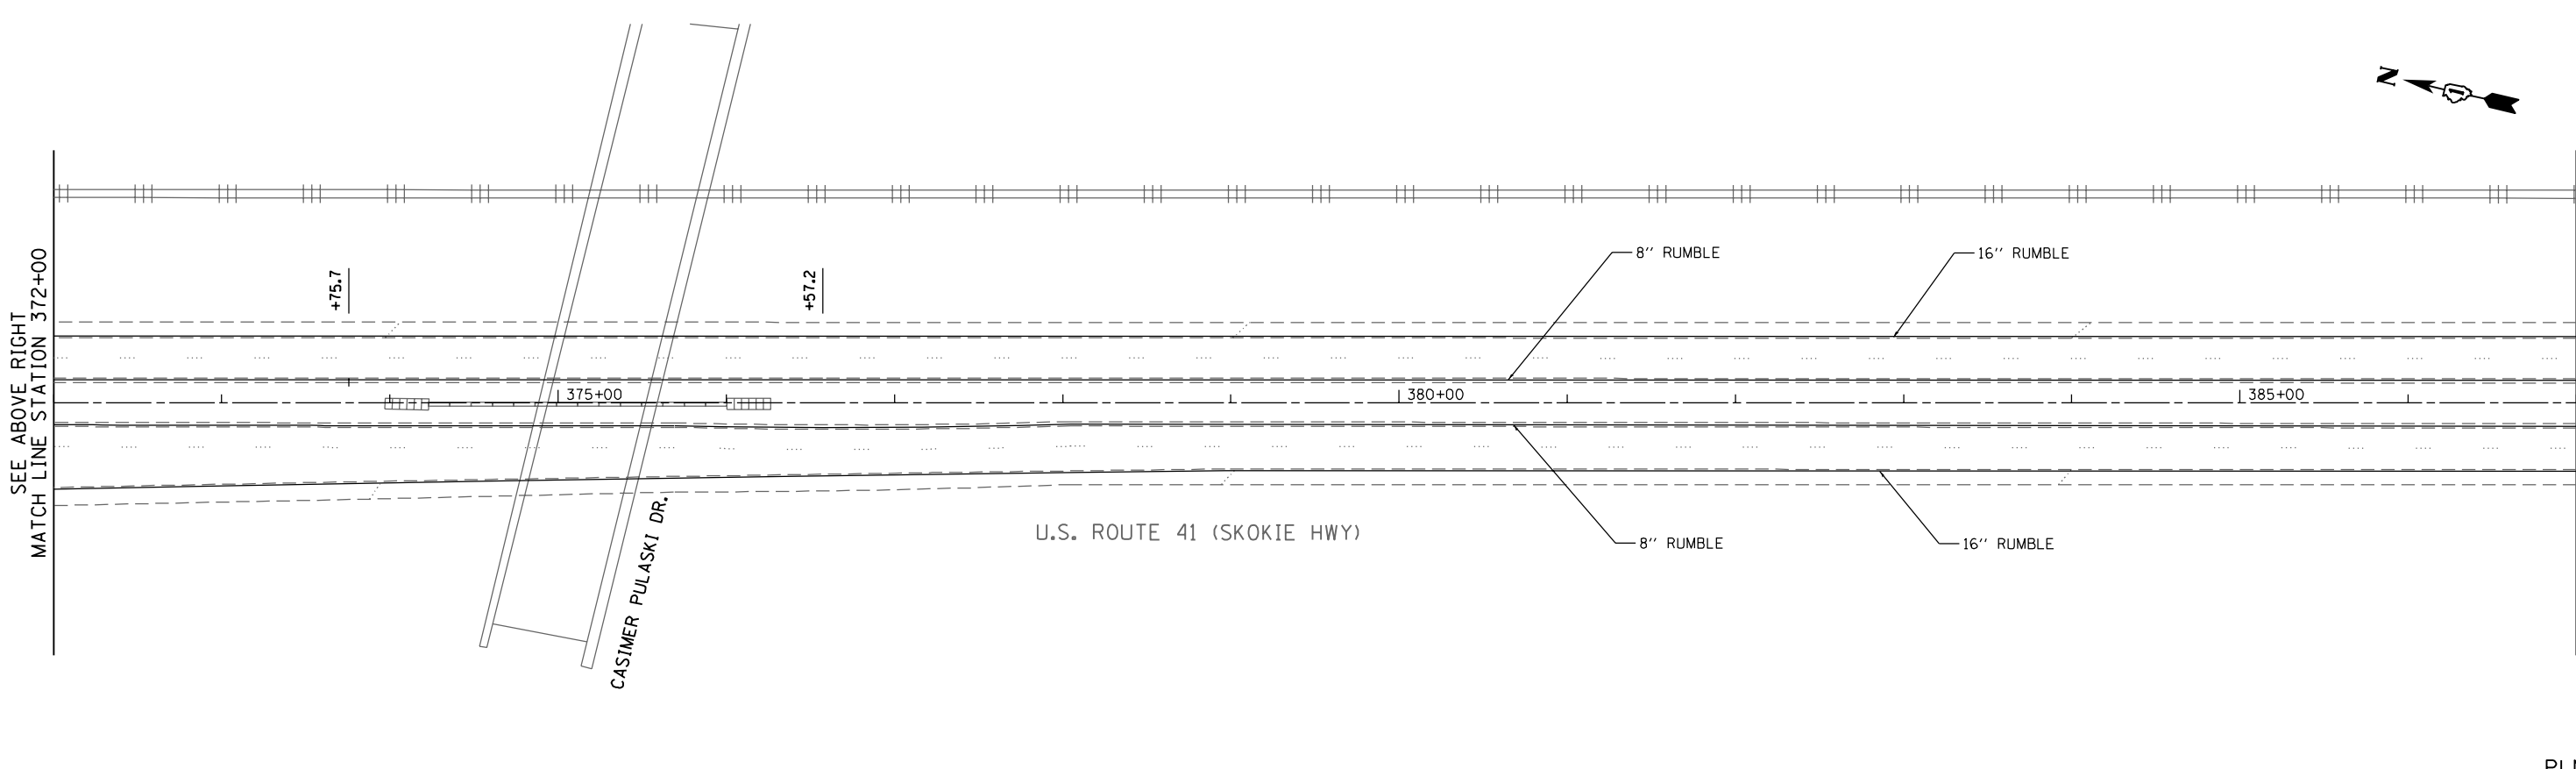 N
SEE ABOVE RIGHT
MATCH LINE STATION 372+00
+75.7
+57.2
8'' RUMBLE
16'' RUMBLE
375+00
380+00
385+00
CASIMER PULASKI DR.
U.S. ROUTE 41 (SKOKIE HWY)
8'' RUMBLE
16'' RUMBLE